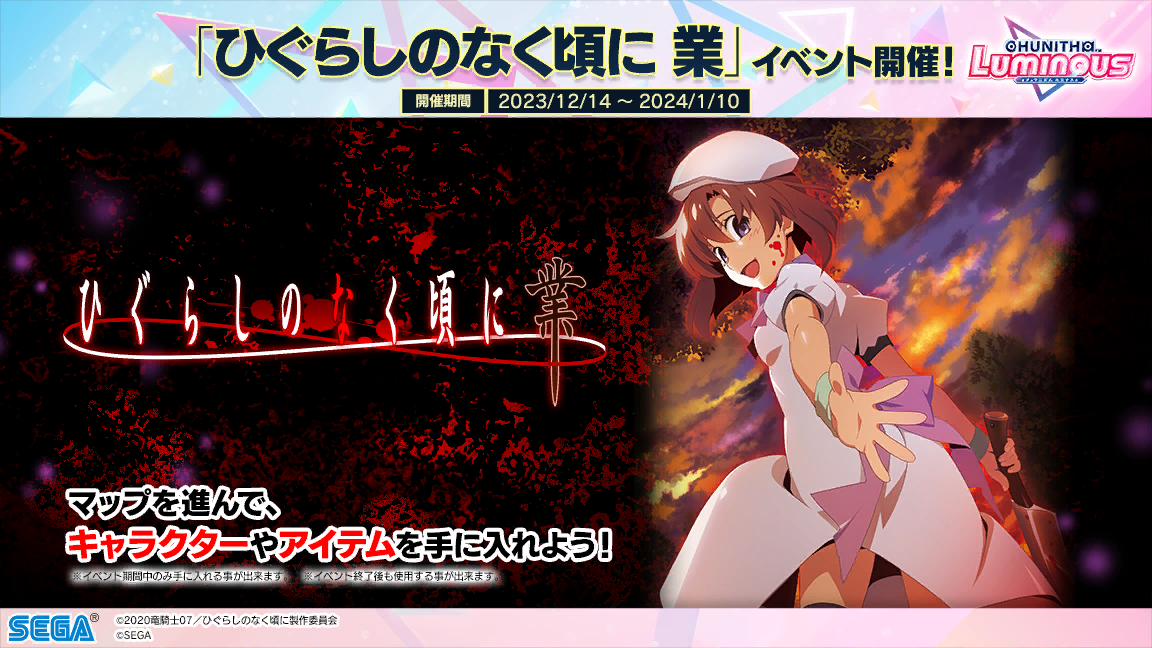 「ひぐらしのなく頃に 業」イベント開催！
CHUNITHM
LUMINOUS
開催期間 2023/12/14 ～ 2024/1/10
ひぐらしのなく頃に業
マップを進んで、
キャラクターやアイテムを手に入れよう！
※イベント期間中のみ手に入れる事が出来ます。 ※イベント終了後も使用する事が出来ます。
SEGA®
©2020竜騎士07／ひぐらしのなく頃に製作委員会
©SEGA